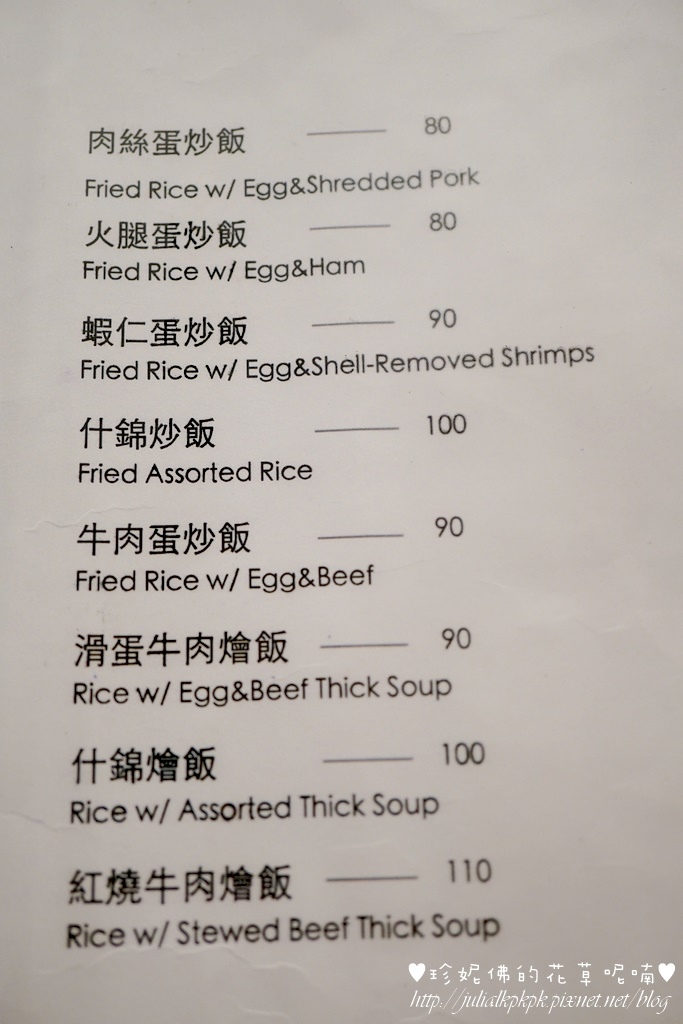 肉絲蛋炒飯 80
Fried Rice w/ Egg&Shredded Pork
火腿蛋炒飯 80
Fried Rice w/ Egg&Ham
蝦仁蛋炒飯 90
Fried Rice w/ Egg&Shell-Removed Shrimps
什錦炒飯 100
Fried Assorted Rice
牛肉蛋炒飯 90
Fried Rice w/ Egg&Beef
滑蛋牛肉燴飯 90
Rice w/ Egg&Beef Thick Soup
什錦燴飯 100
Rice w/ Assorted Thick Soup
紅燒牛肉燴飯 110
Rice w/ Stewed Beef Thick Soup
♥珍妮佛的花草呢喃♥
http://julialkpkpk.pixnet.net/blog